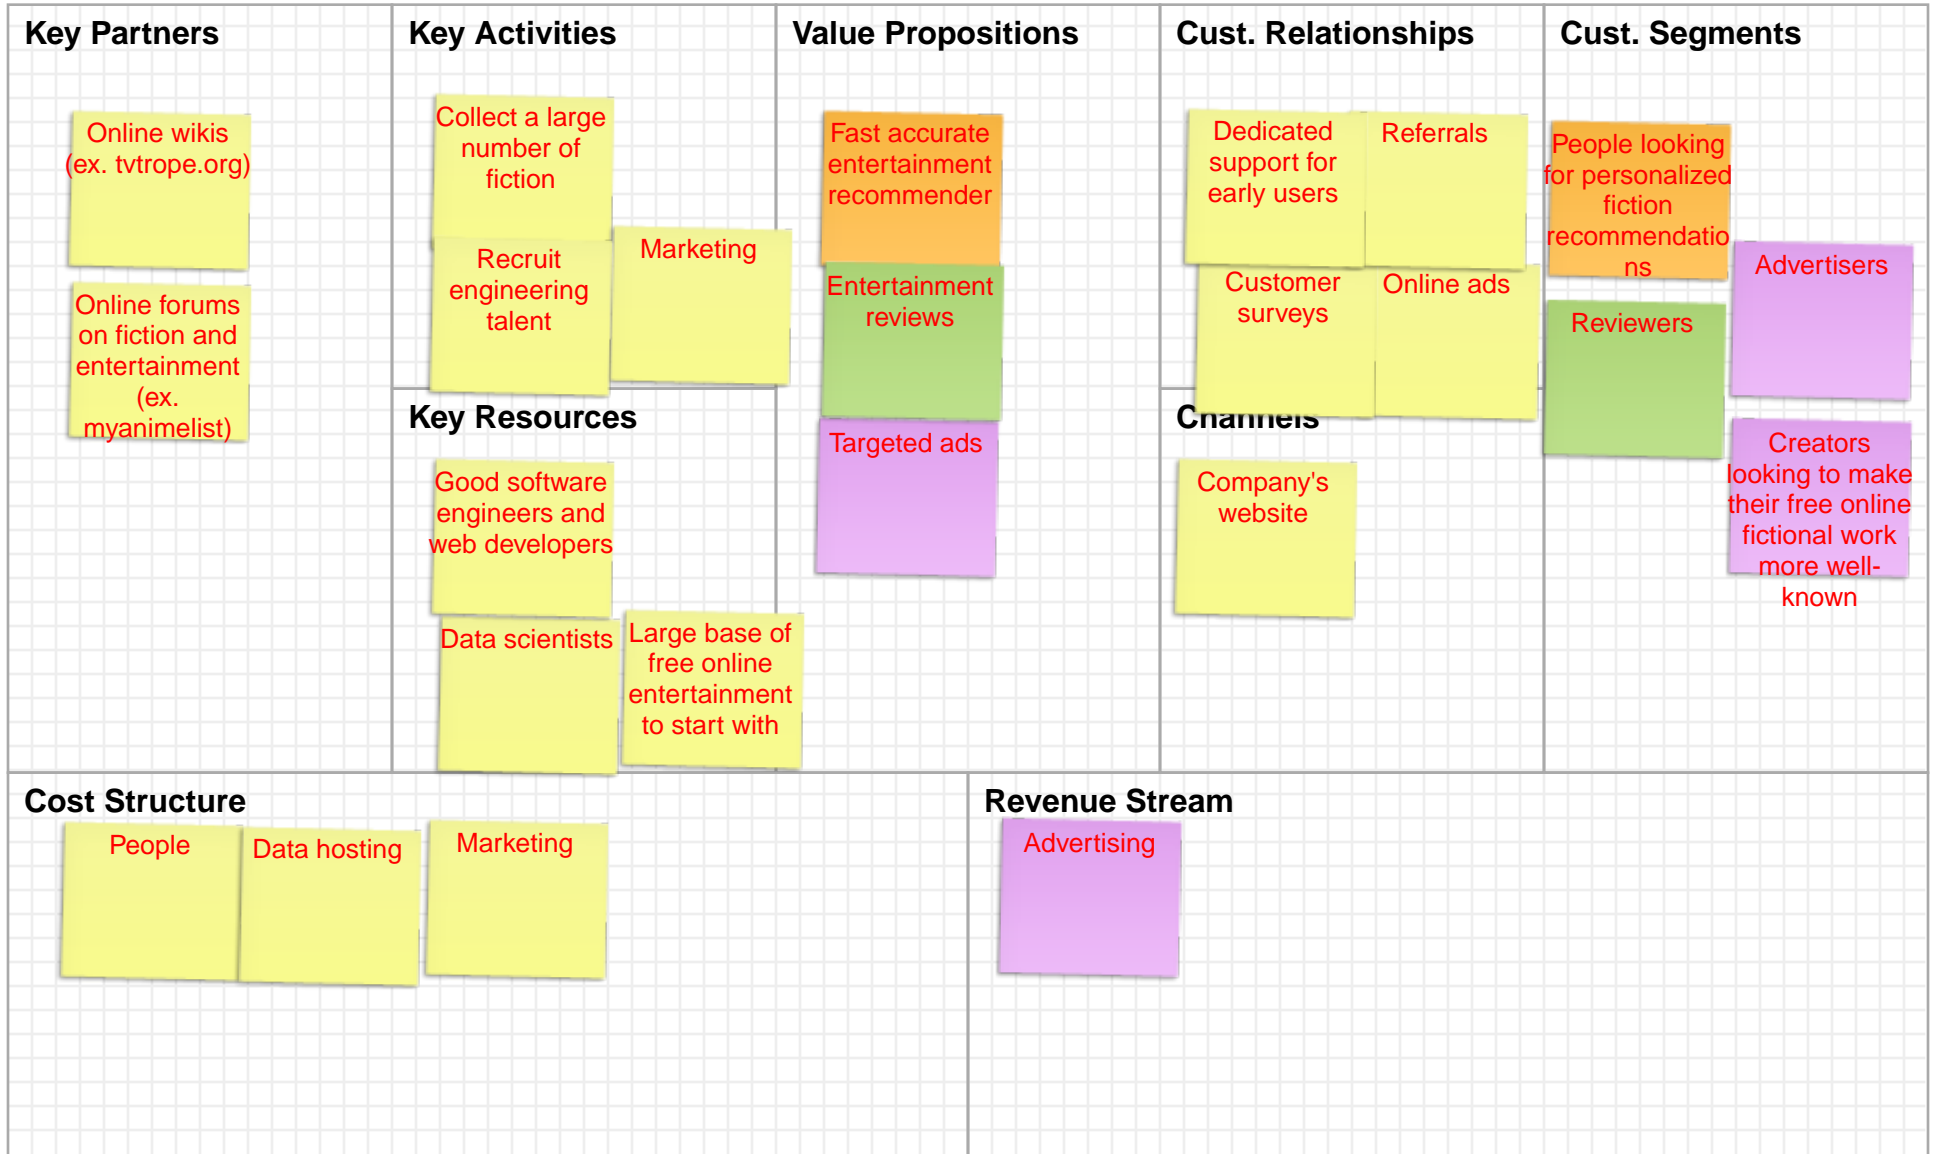 Key Partners
Online wikis
(ex. tvtrope.org)
Online forums
on fiction and
entertainment
(ex.
myanimelist)
Key Activities
Collect a large
number of
fiction
Recruit
engineering
talent
Marketing
Key Resources
Good software
engineers and
web developers
Data scientists
Large base of
free online
entertainment
to start with
Value Propositions
Fast accurate
entertainment
recommender
Entertainment
reviews
Targeted ads
Cust. Relationships
Dedicated
support for
early users
Referrals
Customer
surveys
Online ads
Channels
Company's
website
Cust. Segments
People looking
for personalized
fiction
recommendatio
ns
Advertisers
Reviewers
Creators
looking to make
their free online
fictional work
more well-
known
Cost Structure
People
Data hosting
Marketing
Revenue Stream
Advertising